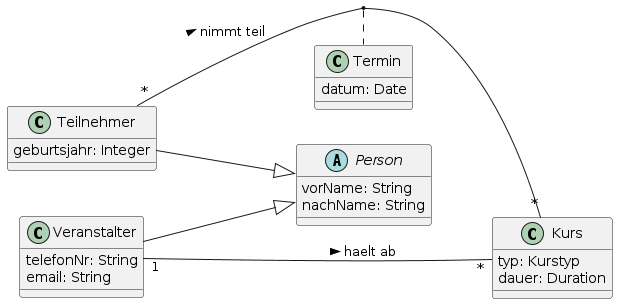 nimmt teil
C Termin
datum: Date
*
C Teilnehmer
geburtsjahr: Integer
A Person
vorName: String
nachName: String
*
C Veranstalter
telefonNr: String
email: String
1
haelt ab
*
C Kurs
typ: Kurstyp
dauer: Duration